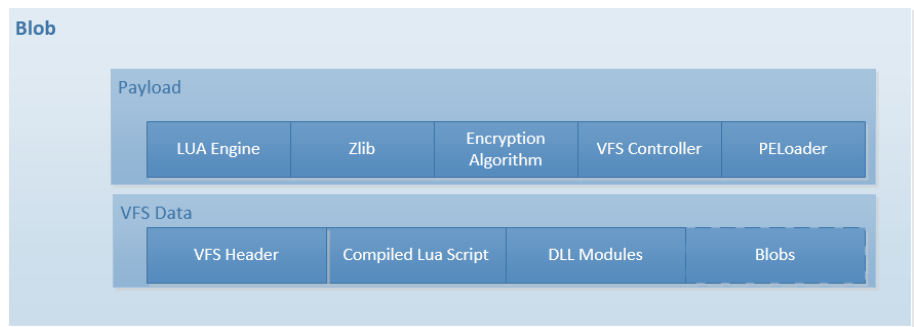 Blob
Payload
LUA Engine
Zlib
Encryption
Algorithm
VFS Controller
PELoader
VFS Data
VFS Header
Compiled Lua Script
DLL Modules
Blobs